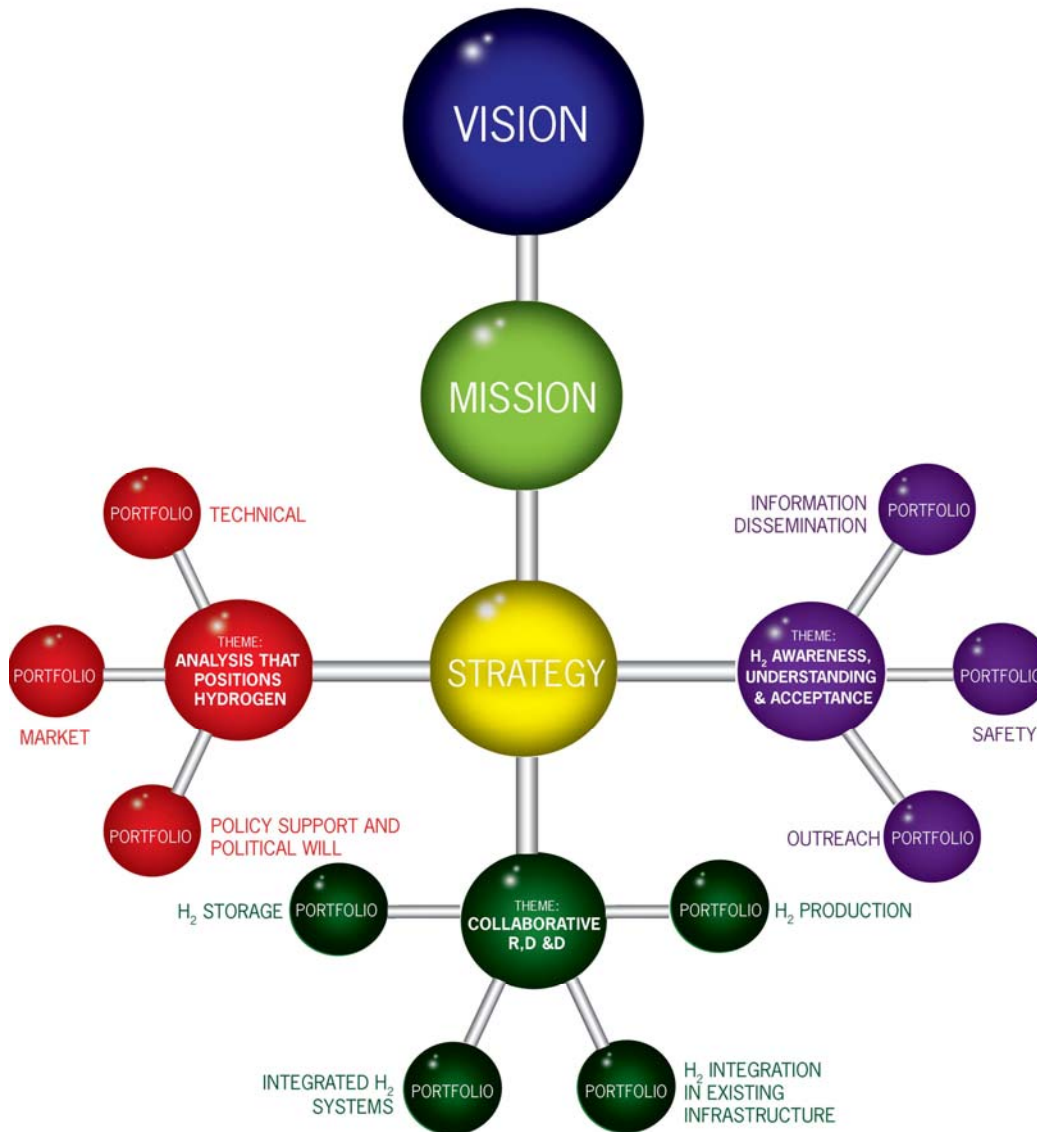 VISION
MISSION
PORTFOLIO
TECHNICAL
INFORMATION
DISSEMINATION
PORTFOLIO
PORTFOLIO
MARKET
THEME:
ANALYSIS THAT
POSITIONS
HYDROGEN
STRATEGY
THEME:
H₂ AWARENESS,
UNDERSTANDING
& ACCEPTANCE
PORTFOLIO
SAFETY
PORTFOLIO
POLICY SUPPORT AND
POLITICAL WILL
OUTREACH
PORTFOLIO
H₂ STORAGE
PORTFOLIO
THEME:
COLLABORATIVE
R,D &D
PORTFOLIO
H₂ PRODUCTION
INTEGRATED H₂
SYSTEMS
PORTFOLIO
PORTFOLIO
H₂ INTEGRATION
IN EXISTING
INFRASTRUCTURE